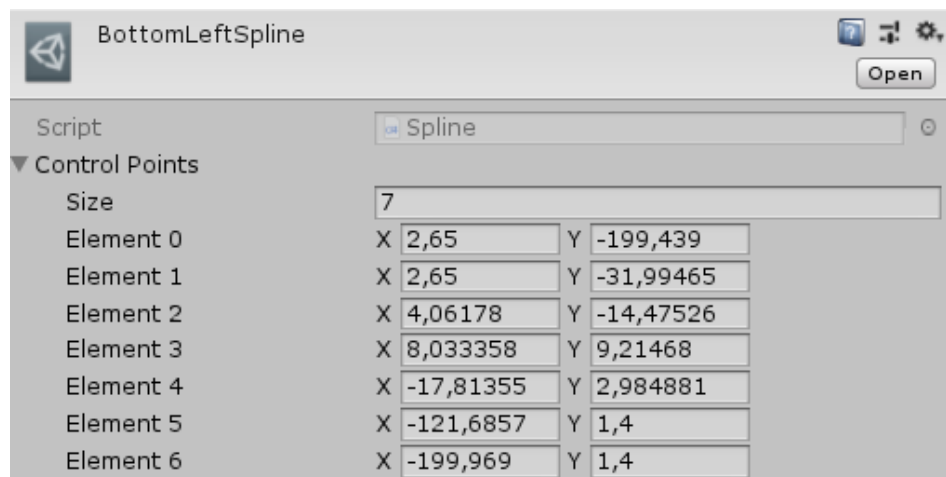 BottomLeftSpline
Open
Script Spline
Control Points
Size 7
Element 0 X 2,65 Y -199,439
Element 1 X 2,65 Y -31,99465
Element 2 X 4,06178 Y -14,47526
Element 3 X 8,033358 Y 9,21468
Element 4 X -17,81355 Y 2,984881
Element 5 X -121,6857 Y 1,4
Element 6 X -199,969 Y 1,4